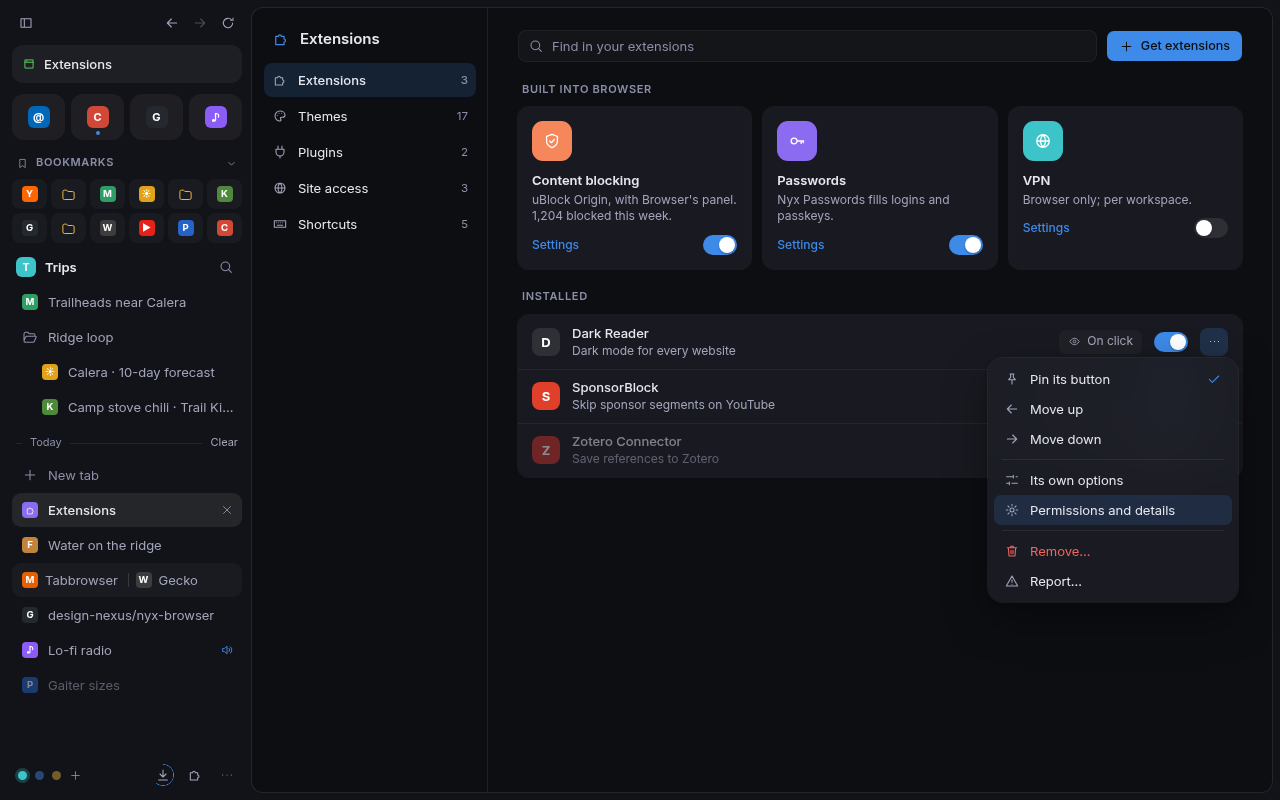 Extensions
@
C
G
BOOKMARKS
Y
M
K
G
W
P
C
T
Trips
M
Trailheads near Calera
Ridge loop
Calera · 10-day forecast
K
Camp stove chili · Trail Ki...
Today
Clear
New tab
Extensions
F
Water on the ridge
M
Tabbrowser
W
Gecko
G
design-nexus/nyx-browser
Lo-fi radio
P
Gaiter sizes
Extensions
Extensions
3
Themes
17
Plugins
2
Site access
3
Shortcuts
5
Find in your extensions
Get extensions
BUILT INTO BROWSER
Content blocking
uBlock Origin, with Browser's panel.
1,204 blocked this week.
Settings
Passwords
Nyx Passwords fills logins and
passkeys.
Settings
VPN
Browser only; per workspace.
Settings
INSTALLED
D
Dark Reader
Dark mode for every website
On click
S
SponsorBlock
Skip sponsor segments on YouTube
Z
Zotero Connector
Save references to Zotero
Pin its button
Move up
Move down
Its own options
Permissions and details
Remove...
Report...